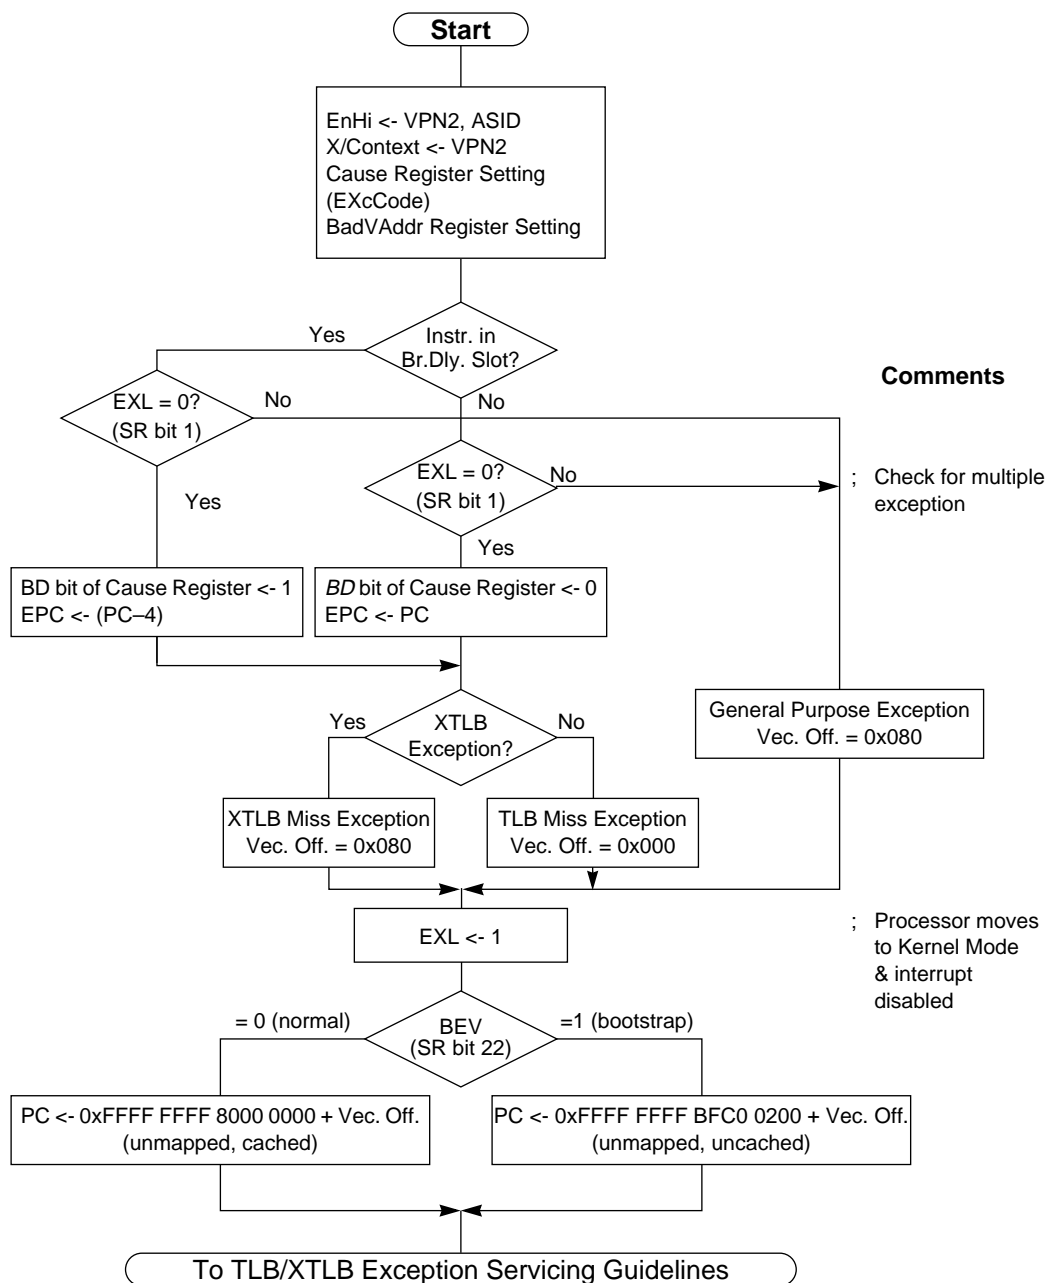 Start
EnHi <- VPN2, ASID
X/Context <- VPN2
Cause Register Setting
(EXcCode)
BadVAddr Register Setting
Yes
Instr. in
Br.Dly. Slot?
Comments
EXL = 0?
(SR bit 1)
No
No
EXL = 0?
(SR bit 1)
No
; Check for multiple
exception
Yes
Yes
BD bit of Cause Register <- 1
EPC <- (PC–4)
BD bit of Cause Register <- 0
EPC <- PC
Yes
XTLB
Exception?
No
General Purpose Exception
Vec. Off. = 0x080
XTLB Miss Exception
Vec. Off. = 0x080
TLB Miss Exception
Vec. Off. = 0x000
EXL <- 1
; Processor moves
to Kernel Mode
& interrupt
disabled
= 0 (normal)
BEV
(SR bit 22)
=1 (bootstrap)
PC <- 0xFFFF FFFF 8000 0000 + Vec. Off.
(unmapped, cached)
PC <- 0xFFFF FFFF BFC0 0200 + Vec. Off.
(unmapped, uncached)
To TLB/XTLB Exception Servicing Guidelines